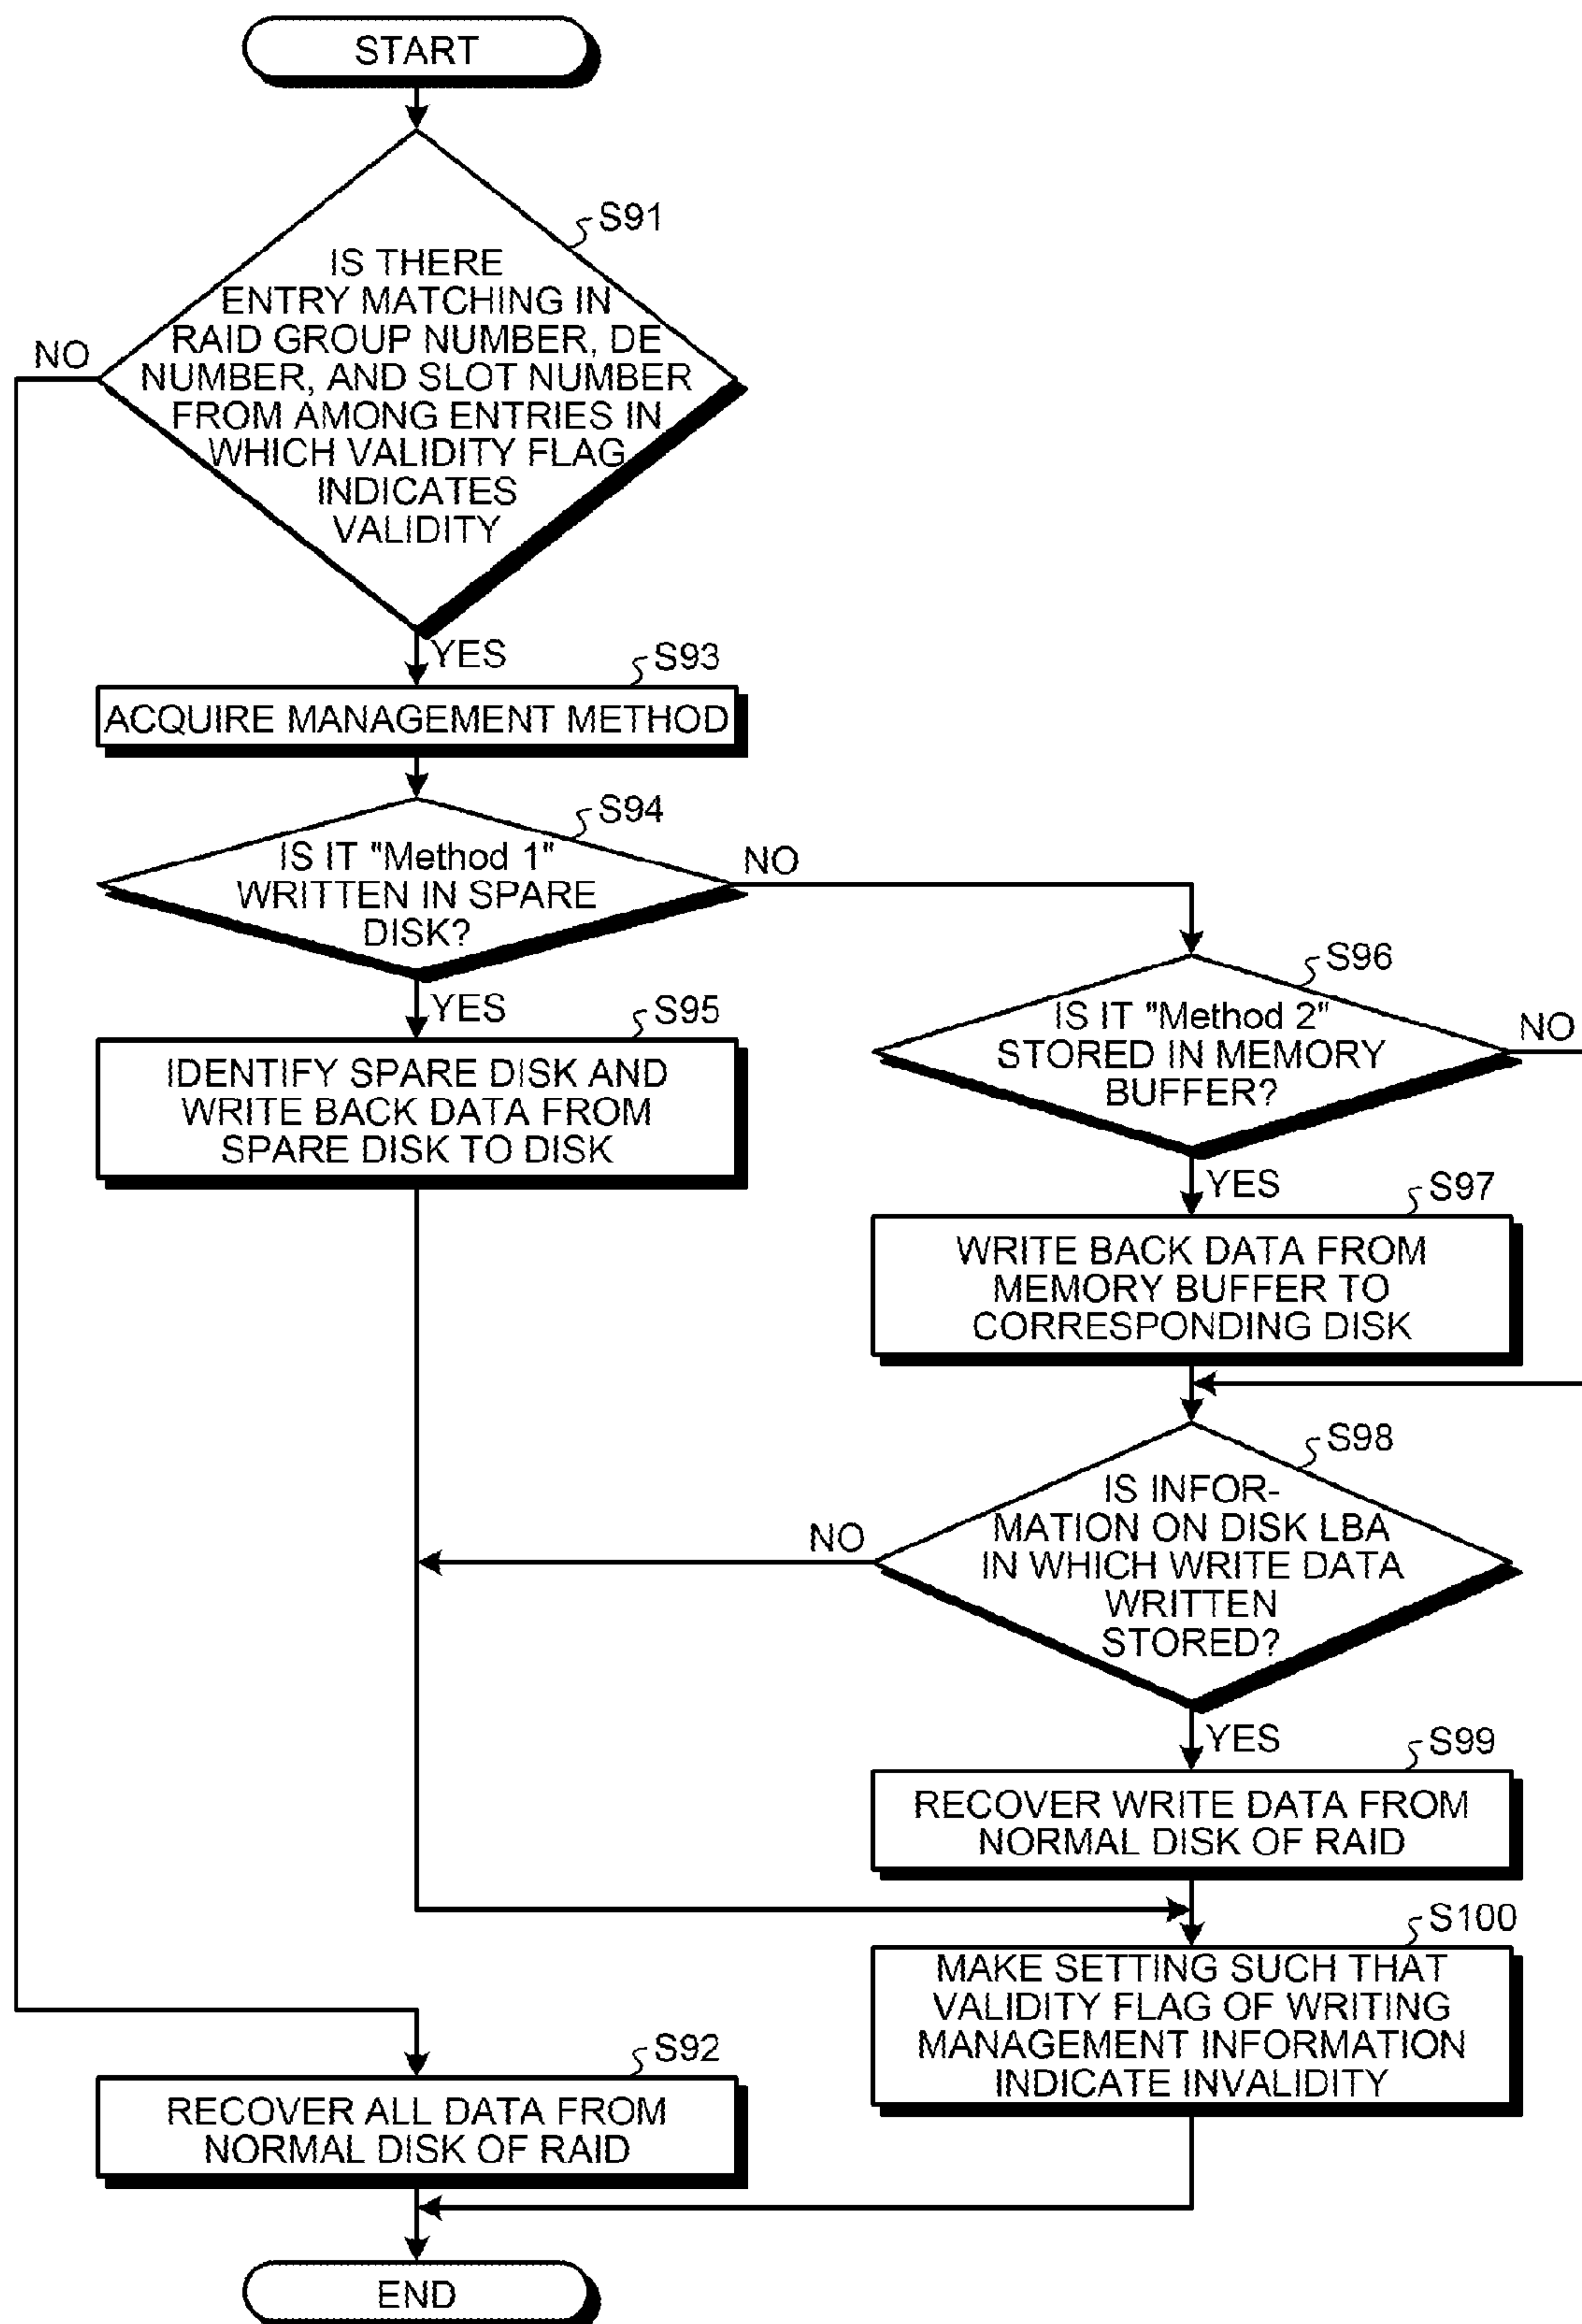 START
S91
IS THERE
ENTRY MATCHING IN
RAID GROUP NUMBER, DE
NUMBER, AND SLOT NUMBER
FROM AMONG ENTRIES IN
WHICH VALIDITY FLAG
INDICATES
VALIDITY
NO
YES
S93
ACQUIRE MANAGEMENT METHOD
S94
IS IT "Method 1"
WRITTEN IN SPARE
DISK?
NO
YES
S95
IDENTIFY SPARE DISK AND
WRITE BACK DATA FROM
SPARE DISK TO DISK
S96
IS IT "Method 2"
STORED IN MEMORY
BUFFER?
NO
YES
S97
WRITE BACK DATA FROM
MEMORY BUFFER TO
CORRESPONDING DISK
S98
IS INFOR-
MATION ON DISK LBA
IN WHICH WRITE DATA
WRITTEN
STORED?
NO
YES
S99
RECOVER WRITE DATA FROM
NORMAL DISK OF RAID
S100
MAKE SETTING SUCH THAT
VALIDITY FLAG OF WRITING
MANAGEMENT INFORMATION
INDICATE INVALIDITY
S92
RECOVER ALL DATA FROM
NORMAL DISK OF RAID
END